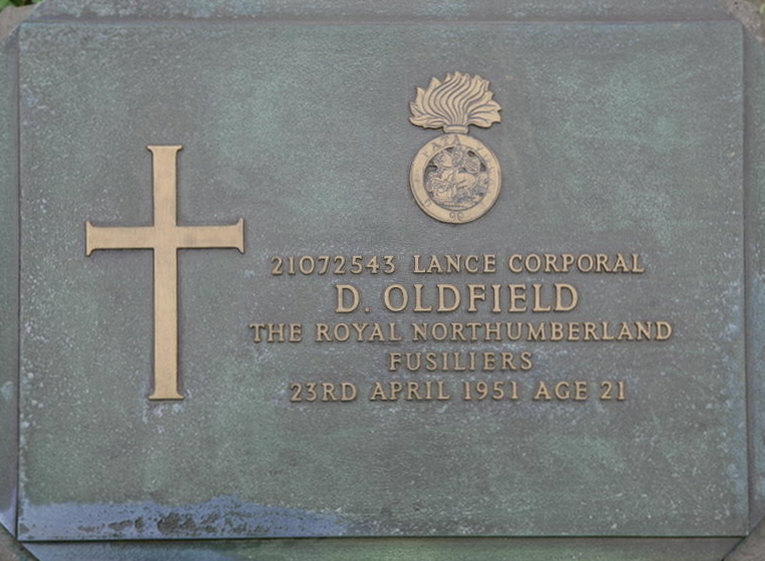 21072543 LANCE CORPORAL
D. OLDFIELD
THE ROYAL NORTHUMBERLAND
FUSILIERS
23RD APRIL 1951 AGE 21